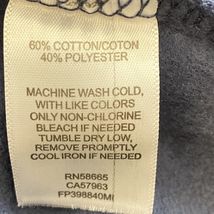 60% COTTON/COTON
40% POLYESTER
MACHINE WASH COLD,
WITH LIKE COLORS
ONLY NON-CHLORINE
BLEACH IF NEEDED
TUMBLE DRY LOW,
REMOVE PROMPTLY
COOL IRON IF NEEDED
RN58665
CA57963
FP398840MI